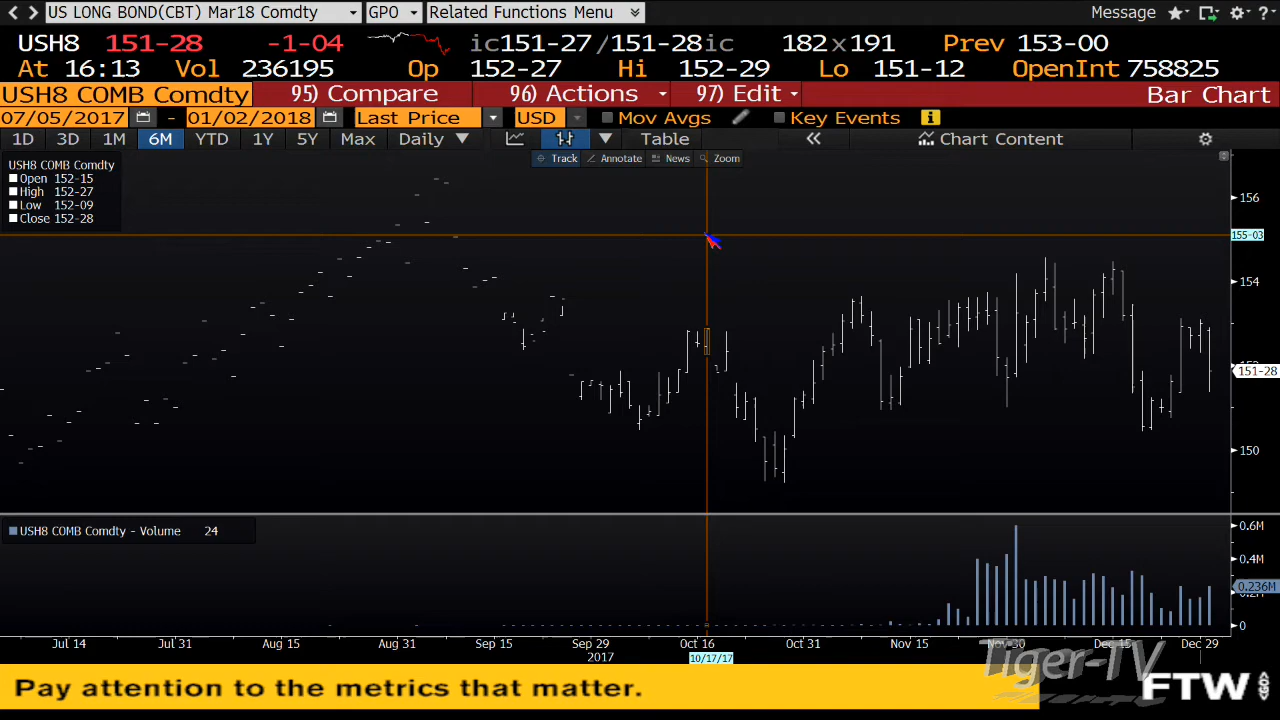 US LONG BOND(CBT) Mar18 Comdty GPO Related Functions Menu Message ?
USH8 151-28 -1-04 ic151-27/151-28ic 182x191 Prev 153-00
At 16:13 Vol 236195 Op 152-27 Hi 152-29 Lo 151-12 OpenInt 758825
USH8 COMB Comdty 95) Compare 96) Actions 97) Edit Bar Chart
07/05/2017 - 01/02/2018 Last Price USD Mov Avgs Key Events
1D 3D 1M 6M YTD 1Y 5Y Max Daily Table « Chart Content
Track Annotate News Zoom
USH8 COMB Comdty
Open 152-15
High 152-27
Low 152-09
Close 152-28
156
155-03
154
152
151-28
150
USH8 COMB Comdty - Volume 24
0.6M
0.4M
0.236M
0.2M
0
Jul 14 Jul 31 Aug 15 Aug 31 Sep 15 Sep 29 Oct 16 Oct 31 Nov 15 Nov 30 Dec 15 Dec 29
2017 10/17/17
Tiger-TV
Pay attention to the metrics that matter.
FTW